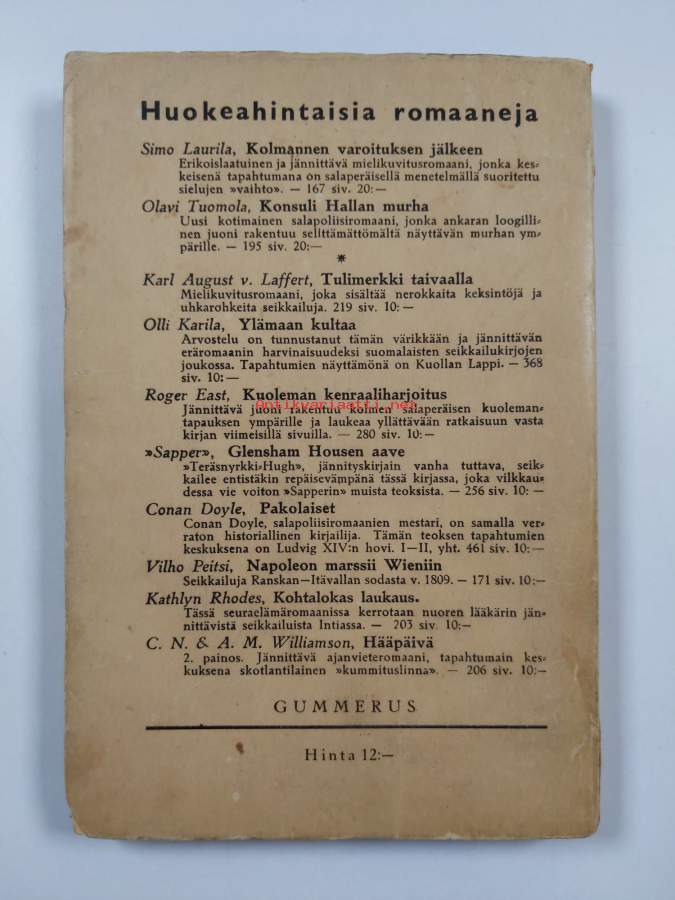 Huokeahintaisia romaaneja
Simo Laurila, Kolmannen varoituksen jälkeen
Erikoislaatuinen ja jännittävä mielikuvitusromaani, jonka kes-
keisenä tapahtumana on salaperäisellä menetelmällä suoritettu
sielujen »vaihto». — 167 siv. 20:—
Olavi Tuomola, Konsuli Hallan murha
Uusi kotimainen salapoliisiromaani, jonka ankaran loogilli-
nen juoni rakentuu selittämättömältä näyttävän murhan ym-
pärille. — 195 siv. 20:—
*
Karl August v. Laffert, Tulimerkki taivaalla
Mielikuvitusromaani, joka sisältää nerokkaita keksintöjä ja
uhkarohkeita seikkailuja. 219 siv. 10:—
Olli Karila, Ylämaan kultaa
Arvostelu on tunnustanut tämän värikkään ja jännittävän
eräromaanin harvinaisuudeksi suomalaisten seikkailukirjojen
joukossa. Tapahtumien näyttämönä on Kuollan Lappi. — 368
siv. 10:—
Antikvariaatti.net
Roger East, Kuoleman kenraaliharjoitus
Jännittävä juoni rakentuu kolmen salaperäisen kuoleman-
tapauksen ympärille ja laukeaa yllättävään ratkaisuun vasta
kirjan viimeisillä sivuilla. — 280 siv. 10:—
»Sapper», Glensham Housen aave
»Teräsnyrkki-Hugh», jännityskirjain vanha tuttava, seik-
kailee entistäkin repäisevämpänä tässä kirjassa, joka vilkkau-
dessa vie voiton »Sapperin» muista teoksista. — 256 siv. 10:—
Conan Doyle, Pakolaiset
Conan Doyle, salapoliisiromaanien mestari, on samalla ver-
raton historiallinen kirjailija. Tämän teoksen tapahtumien
keskuksena on Ludvig XIV:n hovi. I—II, yht. 461 siv. 10:—
Vilho Peitsi, Napoleon marssii Wieniin
Seikkailuja Ranskan—Itävallan sodasta v. 1809. — 171 siv. 10:—
Kathlyn Rhodes, Kohtalokas laukaus.
Tässä seuraelämäromaanissa kerrotaan nuoren lääkärin jän-
nittävistä seikkailuista Intiassa. — 203 siv. 10:—
C. N. & A. M. Williamson, Hääpäivä
2. painos. Jännittävä ajanvieteromaani, tapahtumain kes-
kuksena skotlantilainen »kummituslinna». — 206 siv. 10:—
GUMMERUS
Hinta 12:—